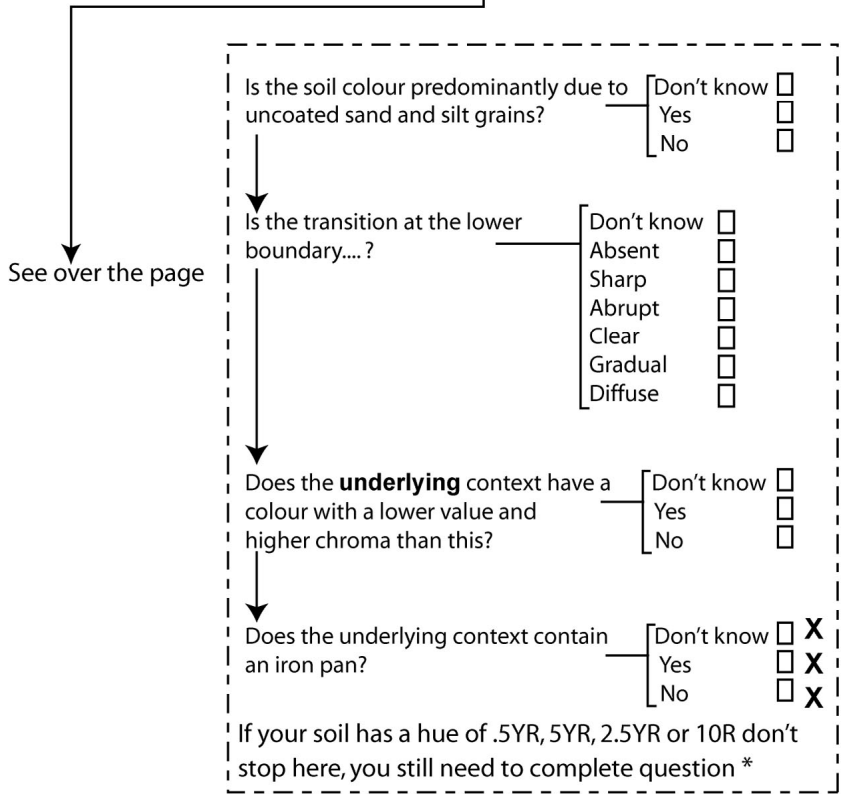 Is the soil colour predominantly due to
uncoated sand and silt grains?
Don't know
Yes
No
Is the transition at the lower
boundary.... ?
Don't know
Absent
Sharp
Abrupt
Clear
Gradual
Diffuse
See over the page
Does the underlying context have a
colour with a lower value and
higher chroma than this?
Don't know
Yes
No
Does the underlying context contain
an iron pan?
Don't know X
Yes X
No X
If your soil has a hue of .5YR, 5YR, 2.5YR or 10R don't
stop here, you still need to complete question *